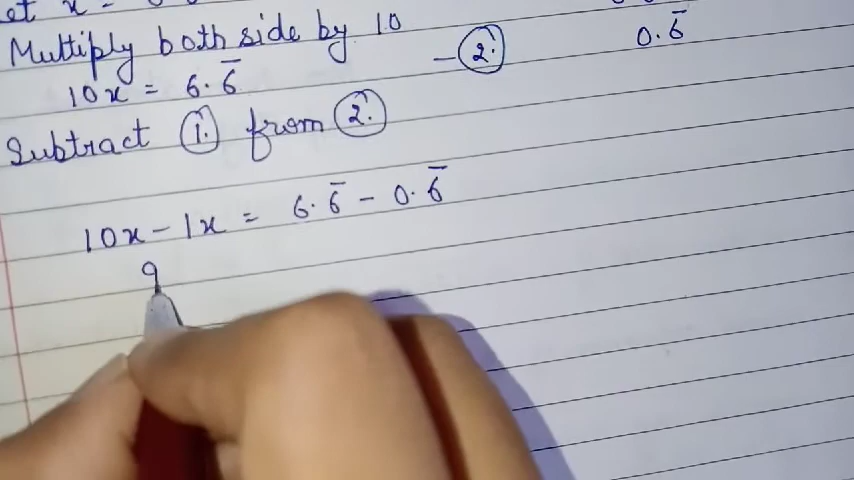 et x =
Multiply both side by 10
10x = 6.6̅ - ②.
0.6̅
Subtract ①. from ②.
10x - 1x = 6.6̅ - 0.6̅
9